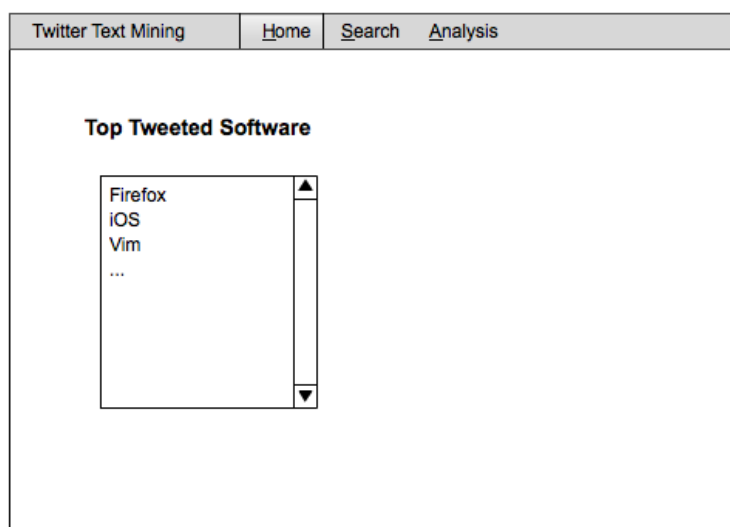 Twitter Text Mining Home Search Analysis
Top Tweeted Software
Firefox
iOS
Vim
...